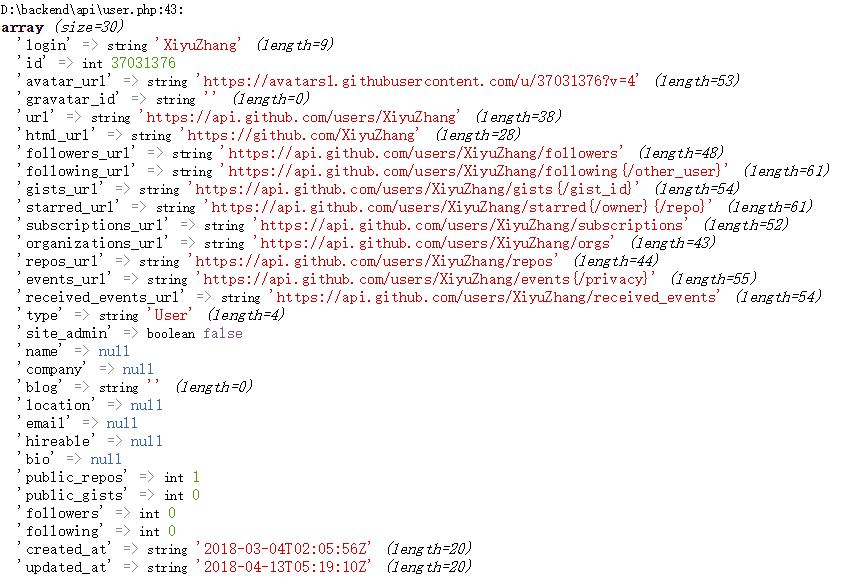 D:\backend\api\user.php:43:
array (size=30)
'login' => string 'XiyuZhang' (length=9)
'id' => int 37031376
'avatar_url' => string 'https://avatars1.githubusercontent.com/u/37031376?v=4' (length=53)
'gravatar_id' => string '' (length=0)
'url' => string 'https://api.github.com/users/XiyuZhang' (length=38)
'html_url' => string 'https://github.com/XiyuZhang' (length=28)
'followers_url' => string 'https://api.github.com/users/XiyuZhang/followers' (length=48)
'following_url' => string 'https://api.github.com/users/XiyuZhang/following{/other_user}' (length=61)
'gists_url' => string 'https://api.github.com/users/XiyuZhang/gists{/gist_id}' (length=54)
'starred_url' => string 'https://api.github.com/users/XiyuZhang/starred{/owner}{/repo}' (length=61)
'subscriptions_url' => string 'https://api.github.com/users/XiyuZhang/subscriptions' (length=52)
'organizations_url' => string 'https://api.github.com/users/XiyuZhang/orgs' (length=43)
'repos_url' => string 'https://api.github.com/users/XiyuZhang/repos' (length=44)
'events_url' => string 'https://api.github.com/users/XiyuZhang/events{/privacy}' (length=55)
'received_events_url' => string 'https://api.github.com/users/XiyuZhang/received_events' (length=54)
'type' => string 'User' (length=4)
'site_admin' => boolean false
'name' => null
'company' => null
'blog' => string '' (length=0)
'location' => null
'email' => null
'hireable' => null
'bio' => null
'public_repos' => int 1
'public_gists' => int 0
'followers' => int 0
'following' => int 0
'created_at' => string '2018-03-04T02:05:56Z' (length=20)
'updated_at' => string '2018-04-13T05:19:10Z' (length=20)